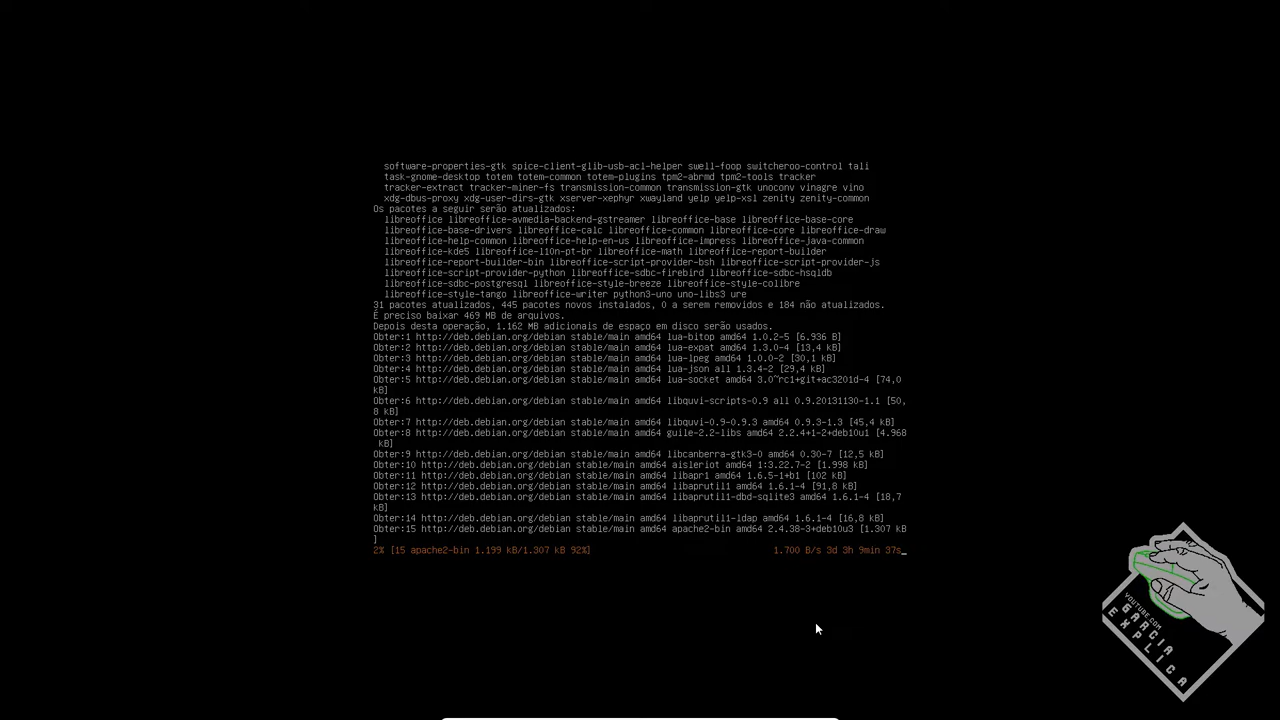 software-properties-gtk spice-client-glib-usb-acl-helper swell-foop switcheroo-control tali
task-gnome-desktop totem totem-common totem-plugins tpm2-abrmd tpm2-tools tracker
tracker-extract tracker-miner-fs transmission-common transmission-gtk unoconv vinagre vino
xdg-dbus-proxy xdg-user-dirs-gtk xserver-xephyr xwayland yelp yelp-xsl zenity zenity-common
Os pacotes a seguir serão atualizados:
libreoffice libreoffice-avmedia-backend-gstreamer libreoffice-base libreoffice-base-core
libreoffice-base-drivers libreoffice-calc libreoffice-common libreoffice-core libreoffice-draw
libreoffice-help-common libreoffice-help-en-us libreoffice-impress libreoffice-java-common
libreoffice-kde5 libreoffice-l10n-pt-br libreoffice-math libreoffice-report-builder
libreoffice-report-builder-bin libreoffice-script-provider-bsh libreoffice-script-provider-js
libreoffice-script-provider-python libreoffice-sdbc-firebird libreoffice-sdbc-hsqldb
libreoffice-sdbc-postgresql libreoffice-style-breeze libreoffice-style-colibre
libreoffice-style-tango libreoffice-writer python3-uno uno-libs3 ure
31 pacotes atualizados, 445 pacotes novos instalados, 0 a serem removidos e 184 não atualizados.
É preciso baixar 469 MB de arquivos.
Depois desta operação, 1.162 MB adicionais de espaço em disco serão usados.
Obter:1 http://deb.debian.org/debian stable/main amd64 lua-bitop amd64 1.0.2-5 [6.936 B]
Obter:2 http://deb.debian.org/debian stable/main amd64 lua-expat amd64 1.3.0-4 [13,4 kB]
Obter:3 http://deb.debian.org/debian stable/main amd64 lua-lpeg amd64 1.0.0-2 [30,1 kB]
Obter:4 http://deb.debian.org/debian stable/main amd64 lua-json all 1.3.4-2 [29,4 kB]
Obter:5 http://deb.debian.org/debian stable/main amd64 lua-socket amd64 3.0~rc1+git+ac3201d-4 [74,0
kB]
Obter:6 http://deb.debian.org/debian stable/main amd64 libquvi-scripts-0.9 all 0.9.20131130-1.1 [50,
8 kB]
Obter:7 http://deb.debian.org/debian stable/main amd64 libquvi-0.9-0.9.3 amd64 0.9.3-1.3 [45,4 kB]
Obter:8 http://deb.debian.org/debian stable/main amd64 guile-2.2-libs amd64 2.2.4+1-2+deb10u1 [4.968
kB]
Obter:9 http://deb.debian.org/debian stable/main amd64 libcanberra-gtk3-0 amd64 0.30-7 [12,5 kB]
Obter:10 http://deb.debian.org/debian stable/main amd64 aisleriot amd64 1:3.22.7-2 [1.998 kB]
Obter:11 http://deb.debian.org/debian stable/main amd64 libapr1 amd64 1.6.5-1+b1 [102 kB]
Obter:12 http://deb.debian.org/debian stable/main amd64 libaprutil1 amd64 1.6.1-4 [91,8 kB]
Obter:13 http://deb.debian.org/debian stable/main amd64 libaprutil1-dbd-sqlite3 amd64 1.6.1-4 [18,7
kB]
Obter:14 http://deb.debian.org/debian stable/main amd64 libaprutil1-ldap amd64 1.6.1-4 [16,8 kB]
Obter:15 http://deb.debian.org/debian stable/main amd64 apache2-bin amd64 2.4.38-3+deb10u3 [1.307 kB
]
2% [15 apache2-bin 1.199 kB/1.307 kB 92%] 1.700 B/s 3d 3h 9min 37s_
YOUTUBE.COM
GARCIA
EXPLICA